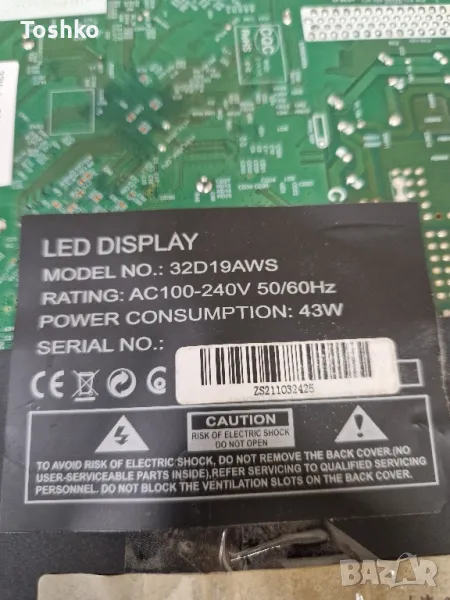 Toshko
LED DISPLAY
MODEL NO.: 32D19AWS
RATING: AC100-240V 50/60Hz
POWER CONSUMPTION: 43W
SERIAL NO.:
ZS211032425
CE
CAUTION
RISK OF ELECTRIC SHOCK
DO NOT OPEN
TO AVOID RISK OF ELECTRIC SHOCK, DO NOT REMOVE THE BACK COVER.(NO
USER-SERVICEABLE PARTS INSIDE),REFER SERVICING TO QUALIFIED SERVICING
PERSONNEL. DO NOT BLOCK THE VENTILATION SLOTS ON THE BACK COVER.
BAZAR